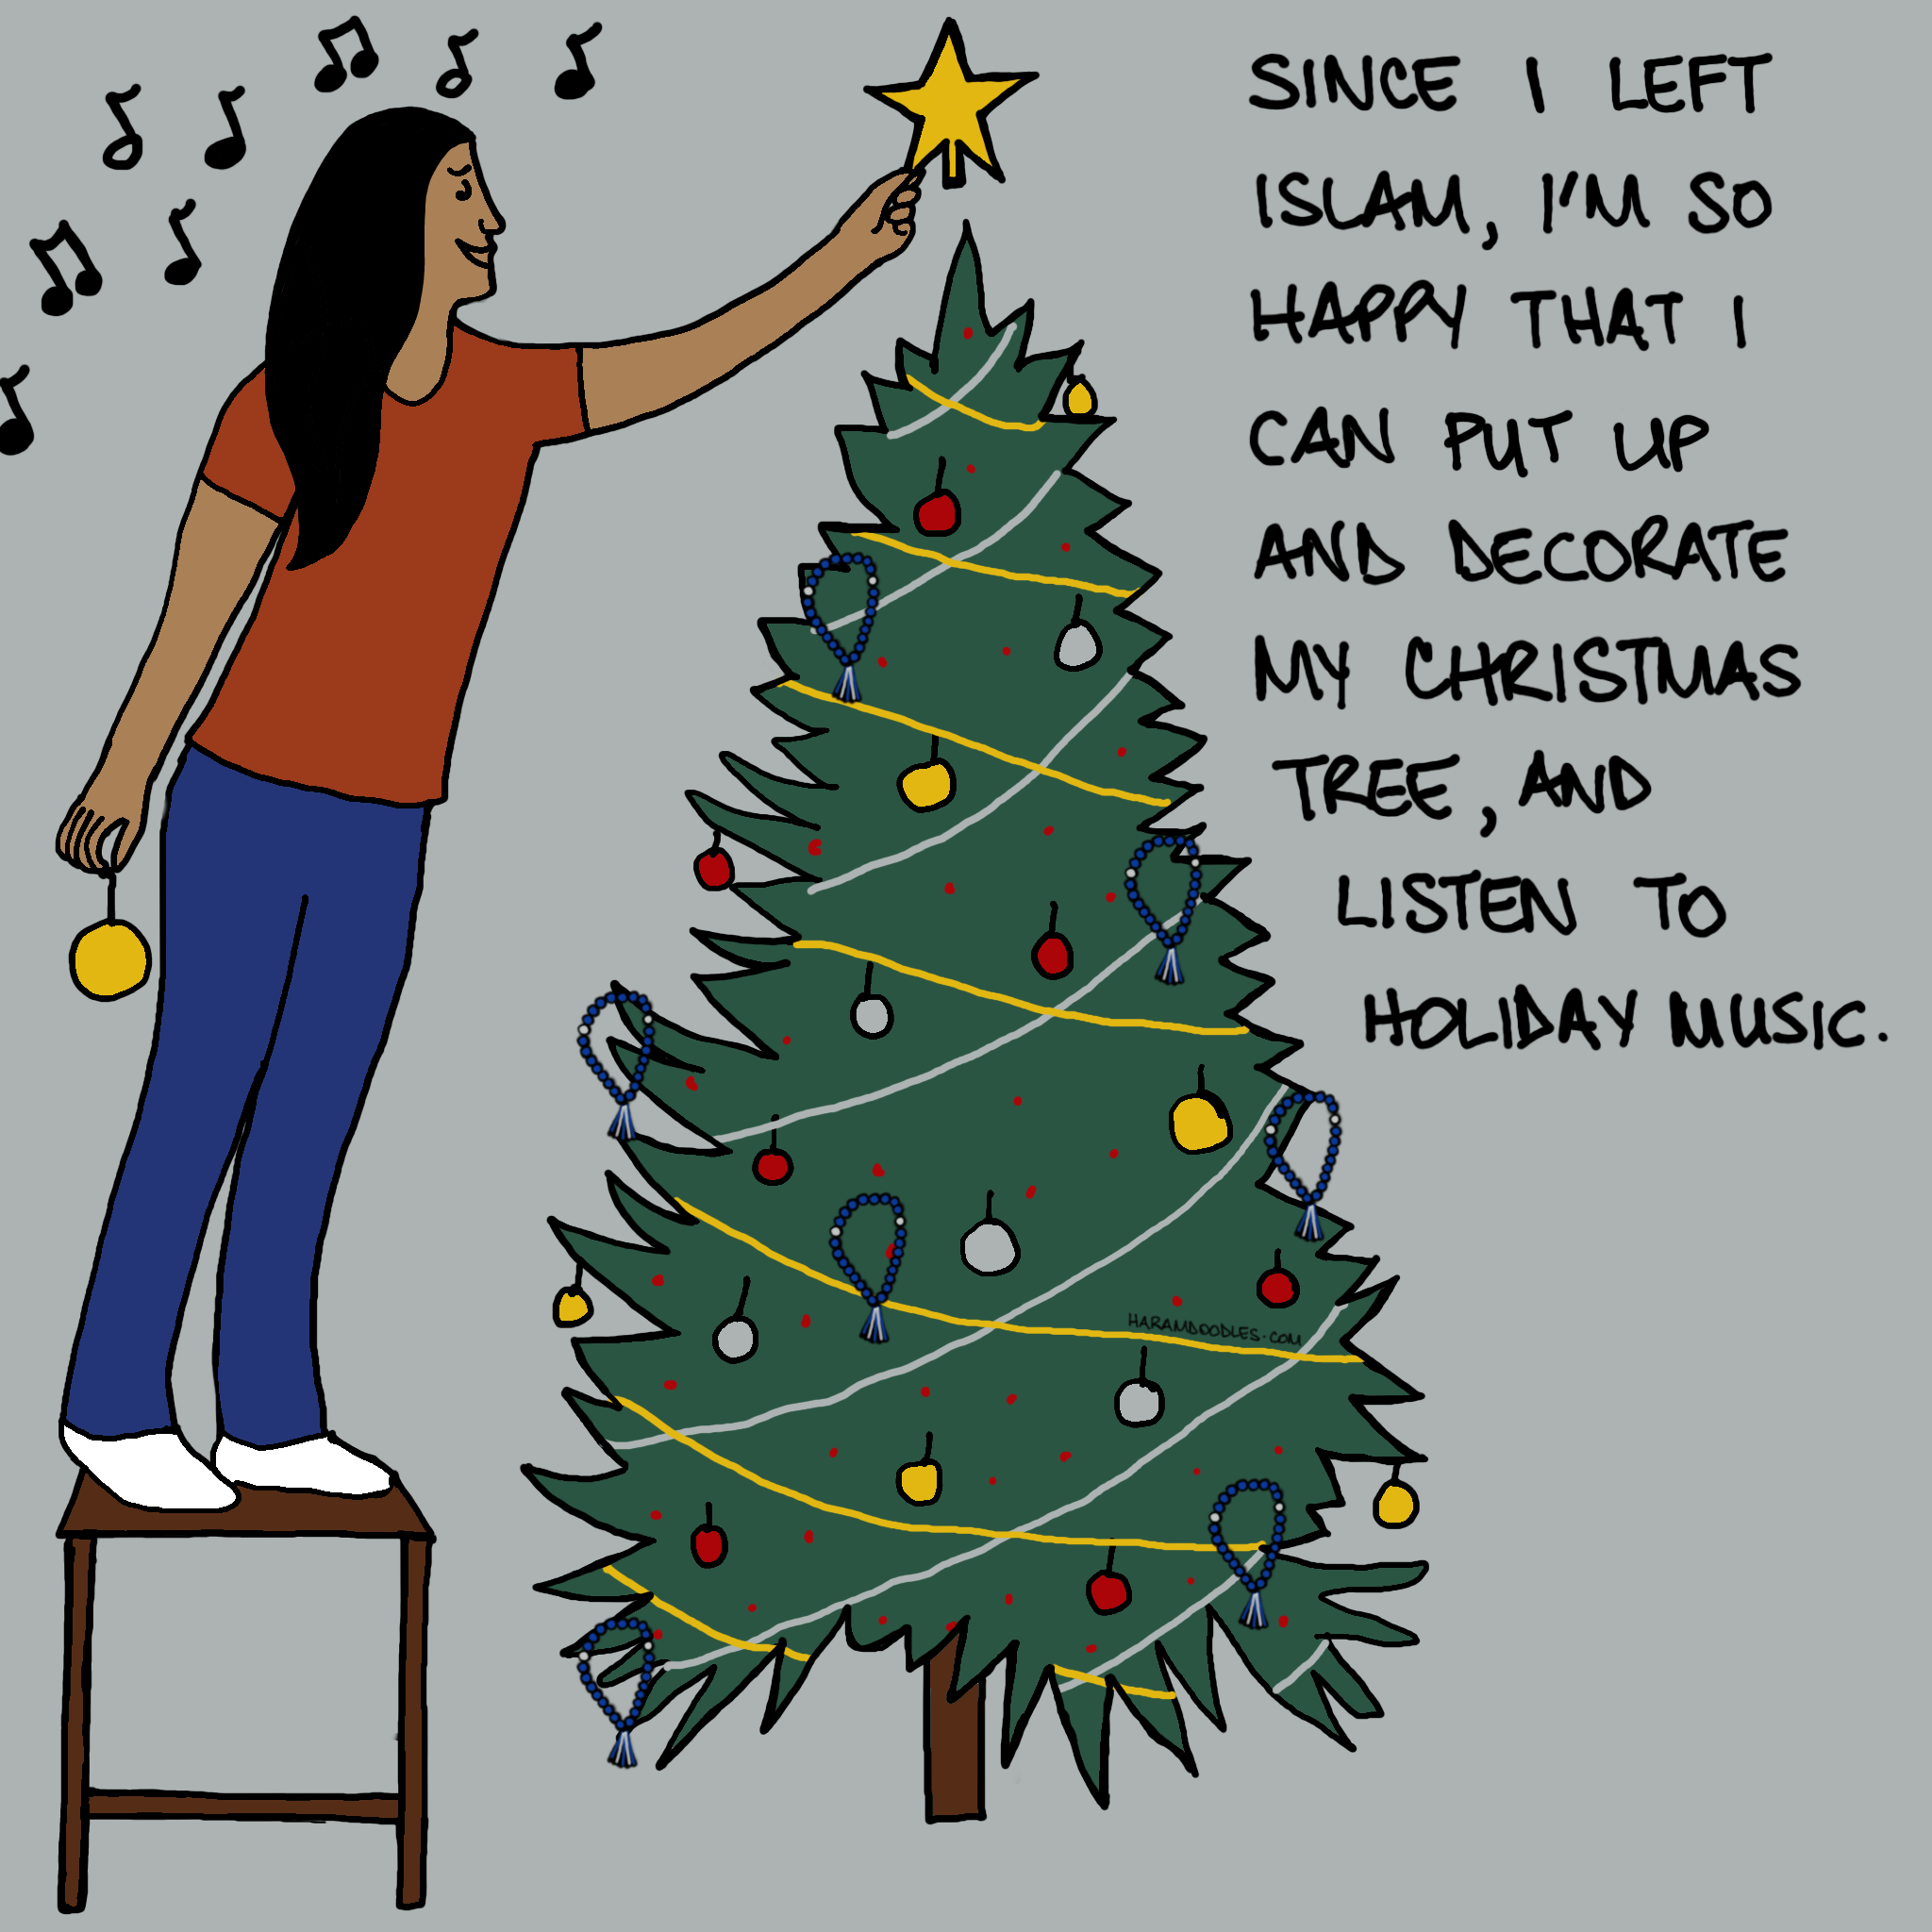 SINCE I LEFT
ISLAM, I'M SO
HAPPY THAT I
CAN PUT UP
AND DECORATE
MY CHRISTMAS
TREE, AND
LISTEN TO
HOLIDAY MUSIC.
HARAMDOODLES.COM